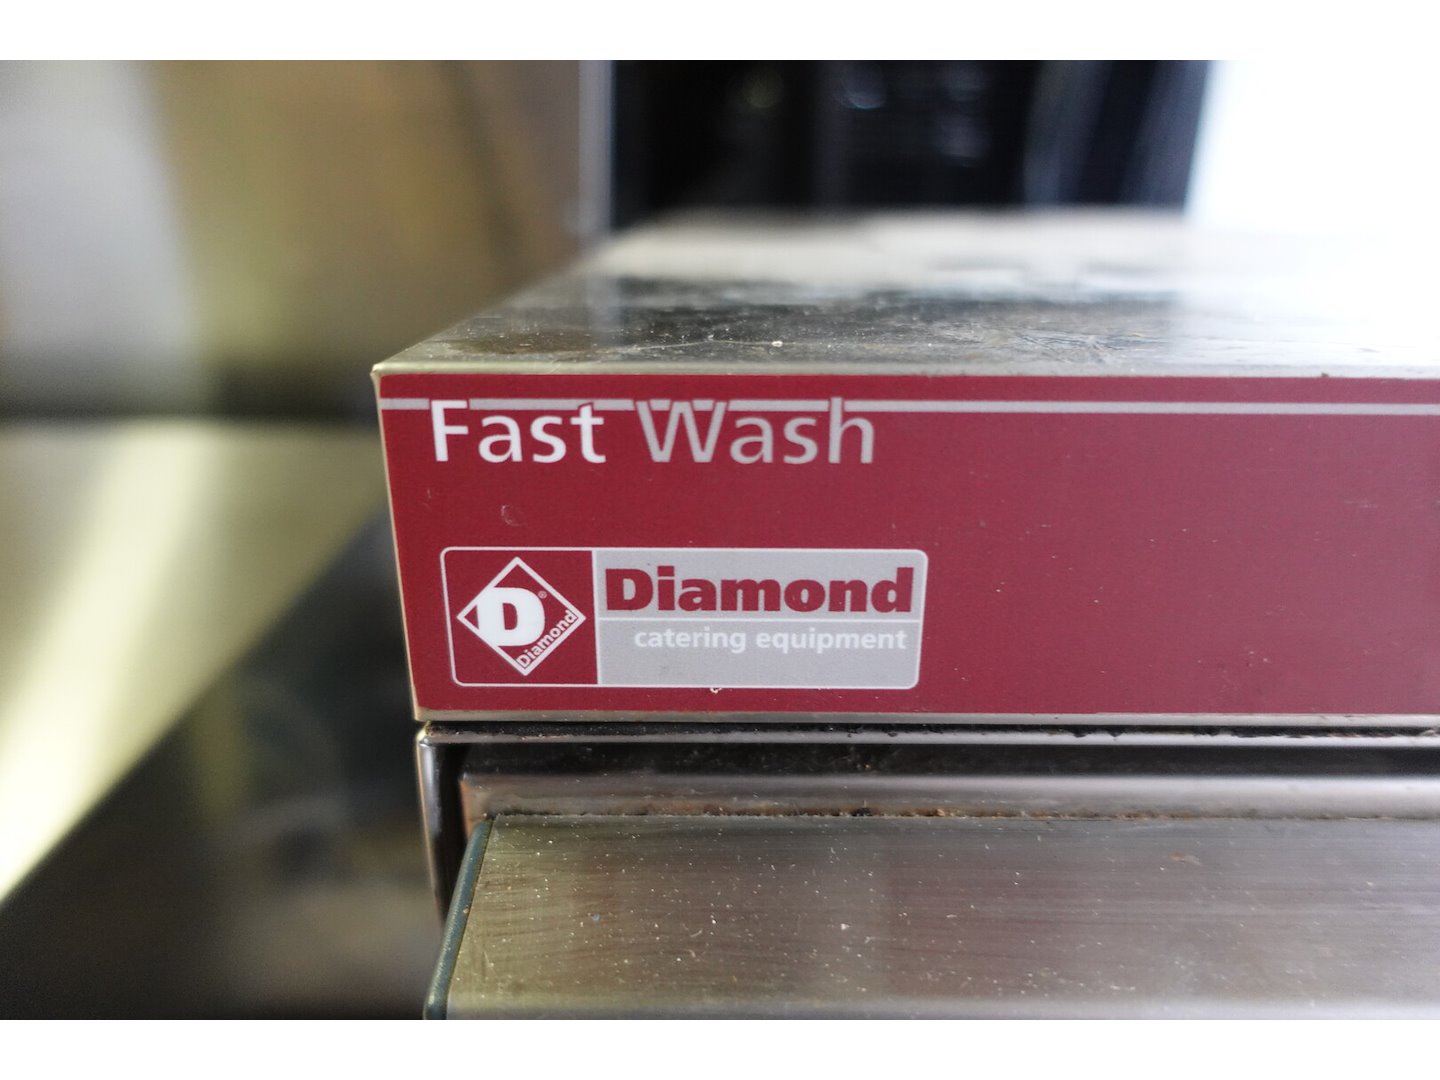 Fast Wash
D®
Diamond
Diamond
catering equipment